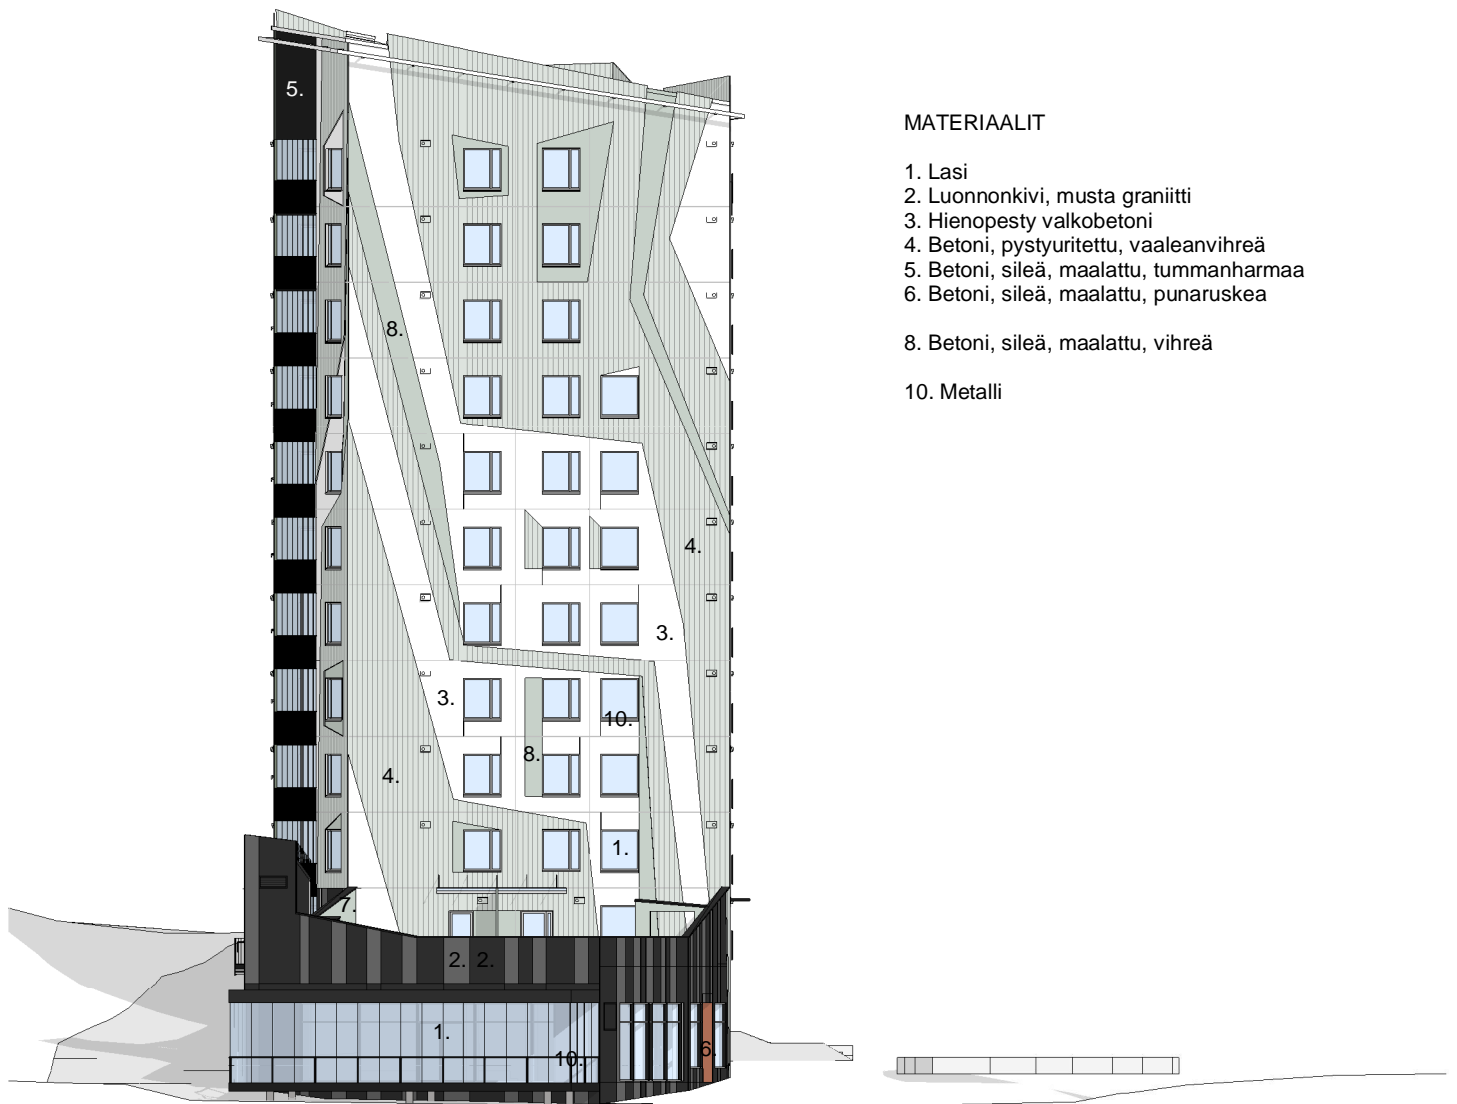 5.
MATERIAALIT
1. Lasi
2. Luonnonkivi, musta graniitti
3. Hienopesty valkobetoni
4. Betoni, pystyuritettu, vaaleanvihreä
5. Betoni, sileä, maalattu, tummanharmaa
6. Betoni, sileä, maalattu, punaruskea
8. Betoni, sileä, maalattu, vihreä
10. Metalli
8.
4.
3.
3.
10.
8.
4.
1.
7.
2. 2.
1.
10.
6.